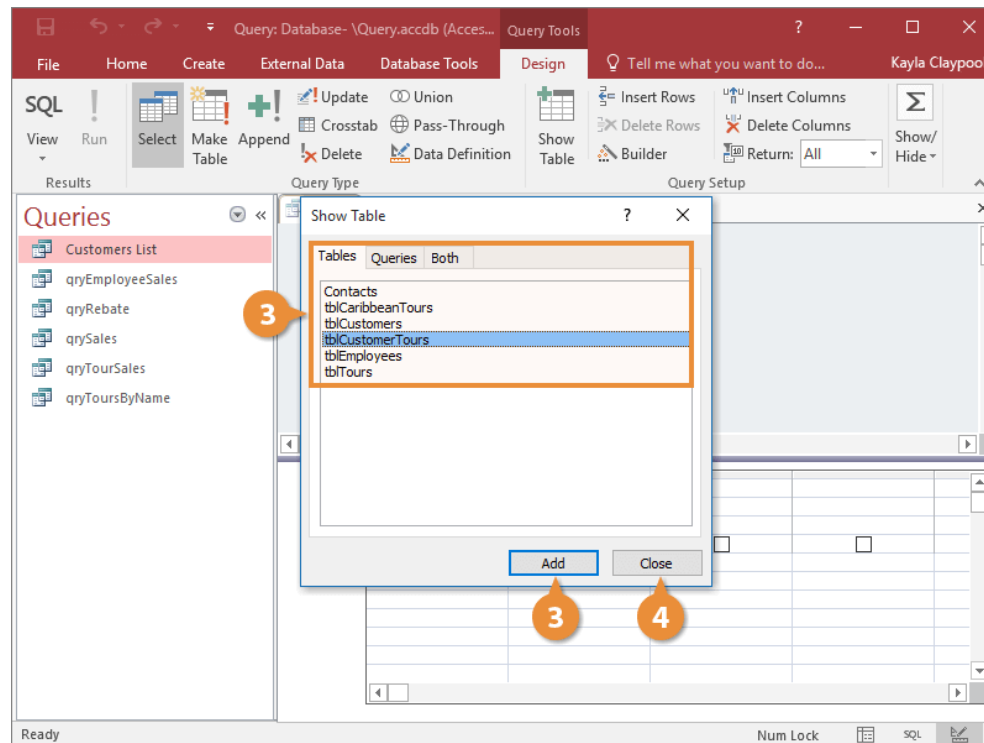 Query: Database- \Query.accdb (Acces... Query Tools ?
File Home Create External Data Database Tools Design Tell me what you want to do... Kayla Claypool
SQL
View
Run
Select
Make
Table
Append
Update
Crosstab
Delete
Union
Pass-Through
Data Definition
Show
Table
Insert Rows
Delete Rows
Builder
Insert Columns
Delete Columns
Return: All
Σ
Show/
Hide
Results Query Type Query Setup
Queries
Customers List
qryEmployeeSales
qryRebate
qrySales
qryTourSales
qryToursByName
Show Table ?
Tables Queries Both
Contacts
tblCaribbeanTours
tblCustomers
tblCustomerTours
tblEmployees
tblTours
3
Add Close
3 4
Ready Num Lock SQL